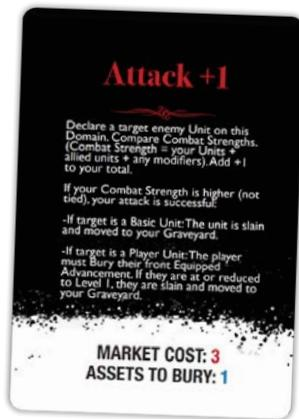 Attack +1
Declare a target enemy Unit on this
Domain. Compare Combat Strengths.
(Combat Strength = your Units +
allied units + any modifiers). Add +1
to your total.
If your Combat Strength is higher (not
tied), your attack is successful:
-If target is a Basic Unit: The unit is slain
and moved to your Graveyard.
-If target is a Player Unit: The player
must Bury their front Equipped
Advancement. If they are at or reduced
to Level 1, they are slain and moved to
your Graveyard.
MARKET COST: 3
ASSETS TO BURY: 1